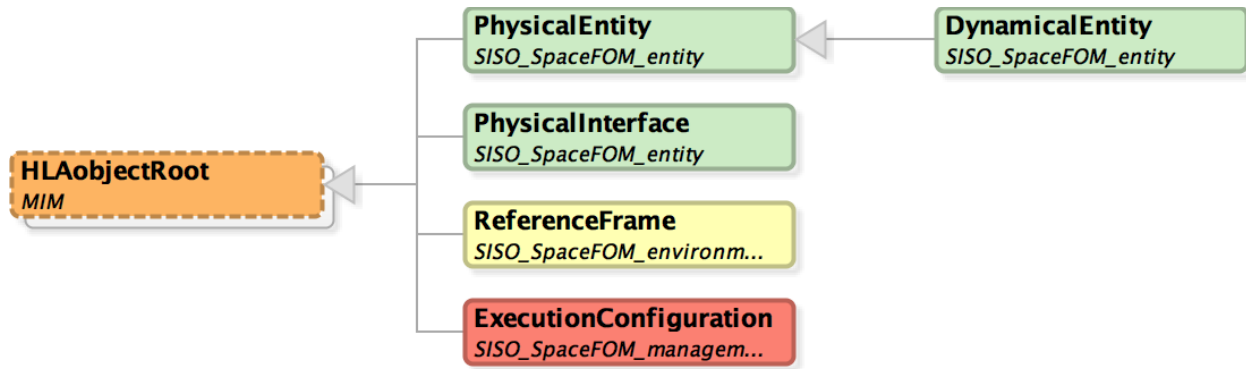 PhysicalEntity
SISO_SpaceFOM_entity
DynamicalEntity
SISO_SpaceFOM_entity
PhysicalInterface
SISO_SpaceFOM_entity
HLAobjectRoot
MIM
ReferenceFrame
SISO_SpaceFOM_environm...
ExecutionConfiguration
SISO_SpaceFOM_managem...